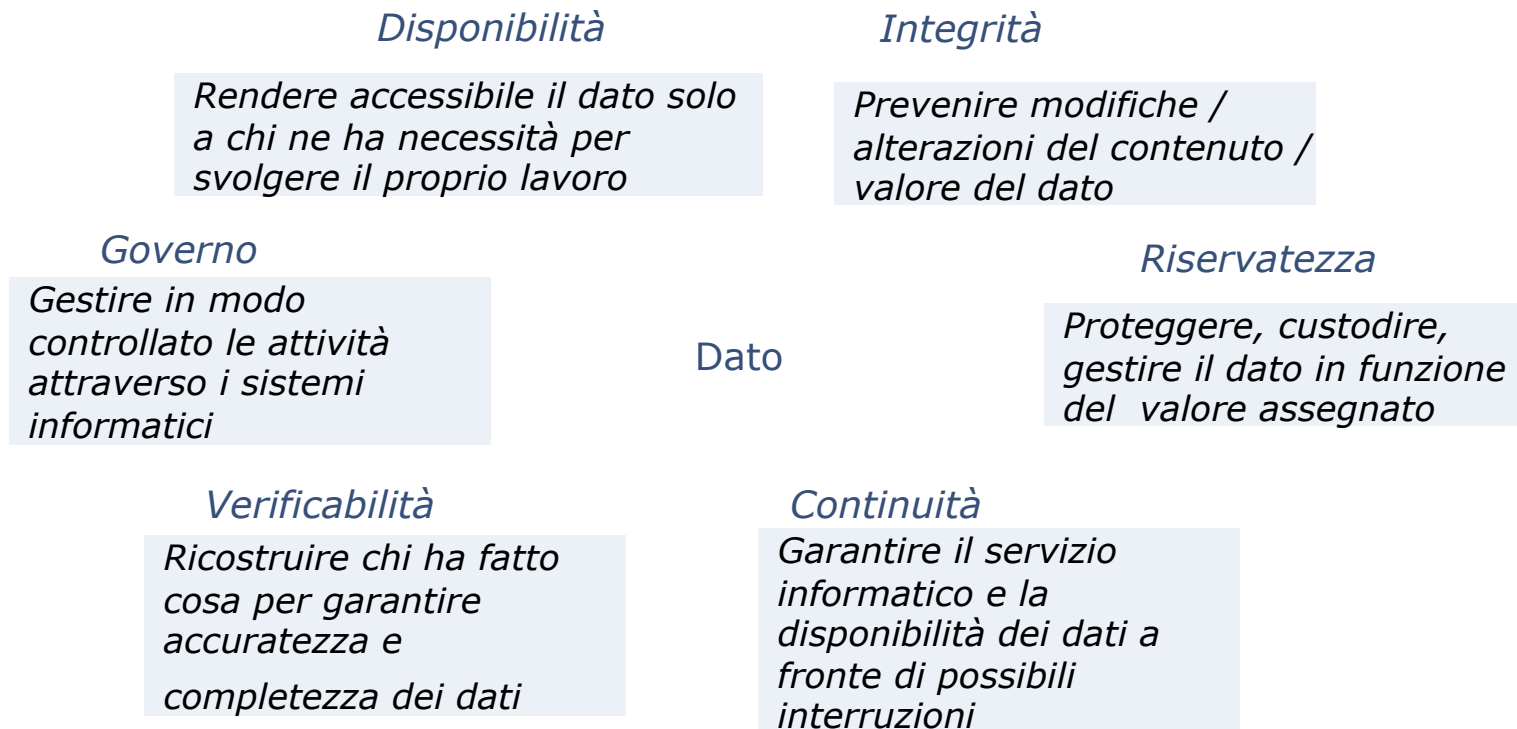 Disponibilità
Rendere accessibile il dato solo
a chi ne ha necessità per
svolgere il proprio lavoro
Integrità
Prevenire modifiche /
alterazioni del contenuto /
valore del dato
Governo
Gestire in modo
controllato le attività
attraverso i sistemi
informatici
Dato
Riservatezza
Proteggere, custodire,
gestire il dato in funzione
del valore assegnato
Verificabilità
Ricostruire chi ha fatto
cosa per garantire
accuratezza e
completezza dei dati
Continuità
Garantire il servizio
informatico e la
disponibilità dei dati a
fronte di possibili
interruzioni